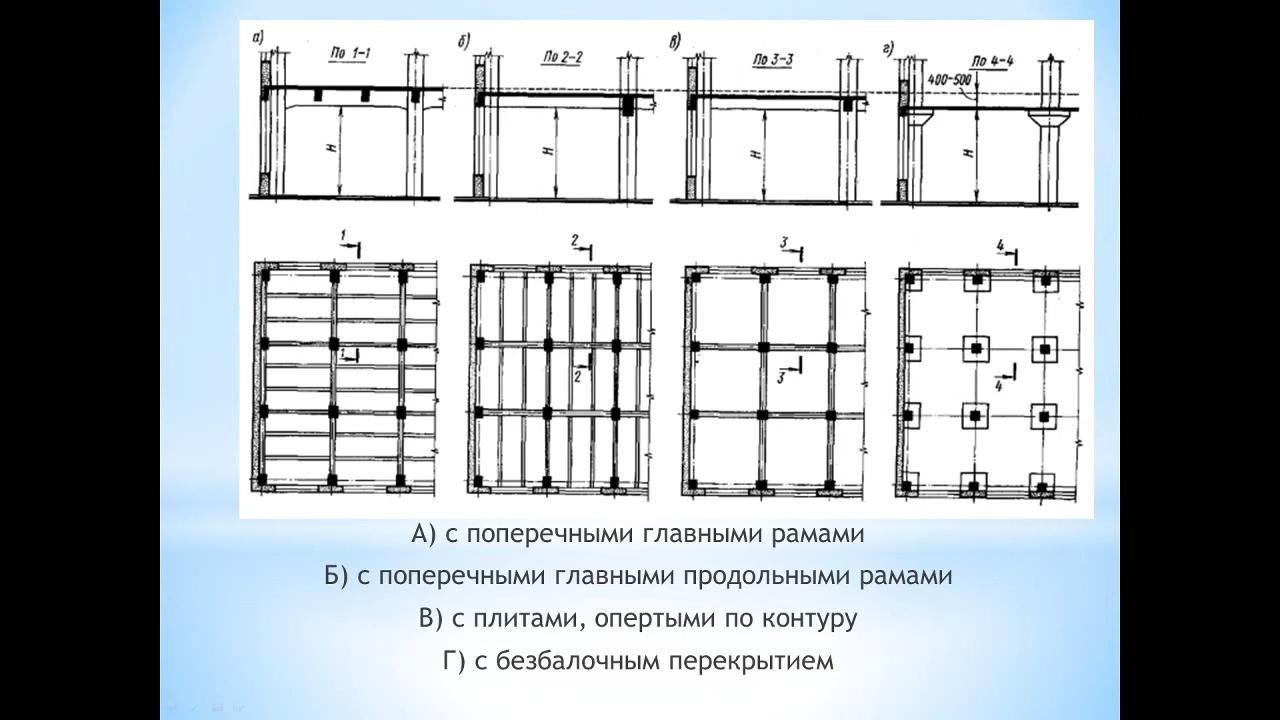 а) По 1-1 б) По 2-2 в) По 3-3 г) По 4-4
400-500
Н Н Н Н
1 2 3 4
1 2 3 4
А) с поперечными главными рамами
Б) с поперечными главными продольными рамами
В) с плитами, опертыми по контуру
Г) с безбалочным перекрытием